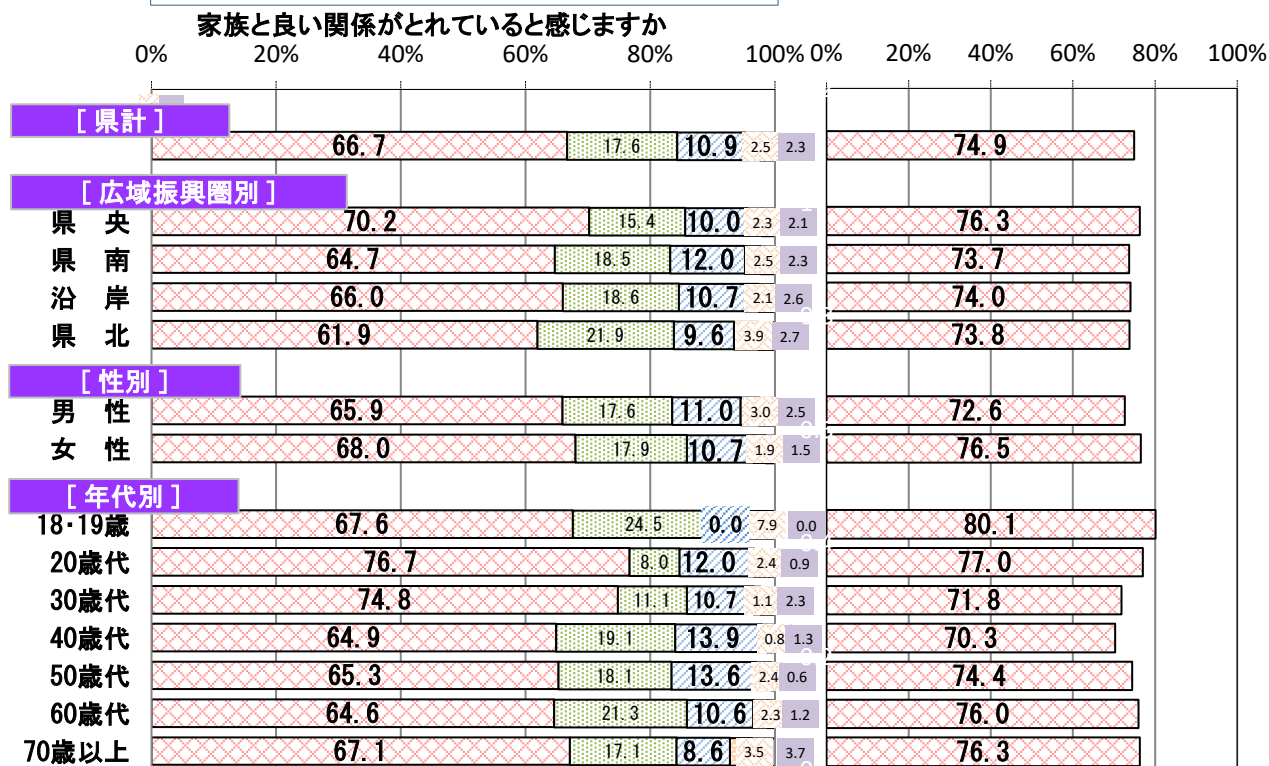 家族と良い関係がとれていると感じますか
0% 20% 40% 60% 80% 100% 0% 20% 40% 60% 80% 100%
[ 県計 ]
66.7 17.6 10.9 2.5 2.3 74.9
[ 広域振興圏別 ]
県 央 70.2 15.4 10.0 2.3 2.1 76.3
県 南 64.7 18.5 12.0 2.5 2.3 73.7
沿 岸 66.0 18.6 10.7 2.1 2.6 74.0
県 北 61.9 21.9 9.6 3.9 2.7 73.8
[ 性別 ]
男 性 65.9 17.6 11.0 3.0 2.5 72.6
女 性 68.0 17.9 10.7 1.9 1.5 76.5
[ 年代別 ]
18・19歳 67.6 24.5 0.0 7.9 0.0 80.1
20歳代 76.7 8.0 12.0 2.4 0.9 77.0
30歳代 74.8 11.1 10.7 1.1 2.3 71.8
40歳代 64.9 19.1 13.9 0.8 1.3 70.3
50歳代 65.3 18.1 13.6 2.4 0.6 74.4
60歳代 64.6 21.3 10.6 2.3 1.2 76.0
70歳以上 67.1 17.1 8.6 3.5 3.7 76.3